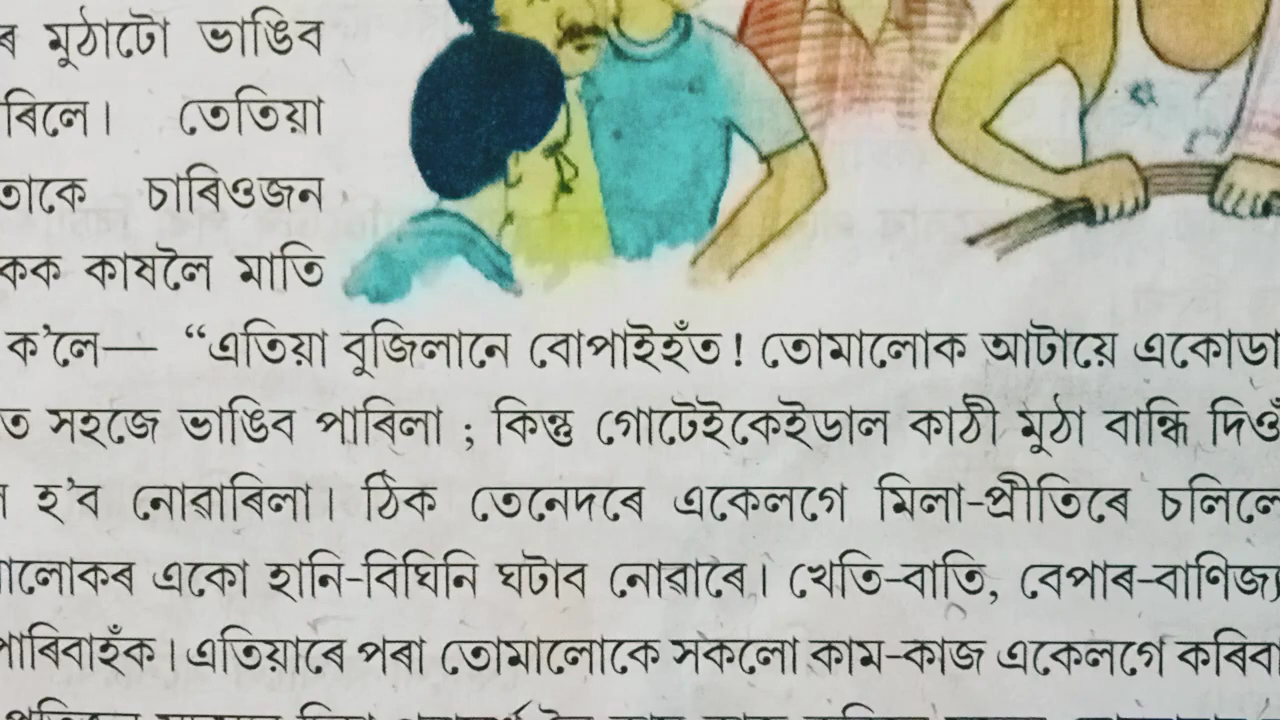 ৰ মুঠাটো ভাঙিব
ৰিলে। তেতিয়া
তাকে চাৰিওজন
কক কাষলৈ মাতি
ক'লে— “এতিয়া বুজিলানে বোপাইহঁত! তোমালোক আটায়ে একোডা
ত সহজে ভাঙিব পাৰিলা; কিন্তু গোটেইকেইডাল কাঠী মুঠা বান্ধি দিওঁ
হ'ব নোৱাৰিলা। ঠিক তেনেদৰে একেলগে মিলা-প্ৰীতিৰে চলিলে
ালোকৰ একো হানি-বিঘিনি ঘটাব নোৱাৰে। খেতি-বাতি, বেপাৰ-বাণিজ্য
পাৰিবাহঁক। এতিয়াৰে পৰা তোমালোকে সকলো কাম-কাজ একেলগে কৰিবা